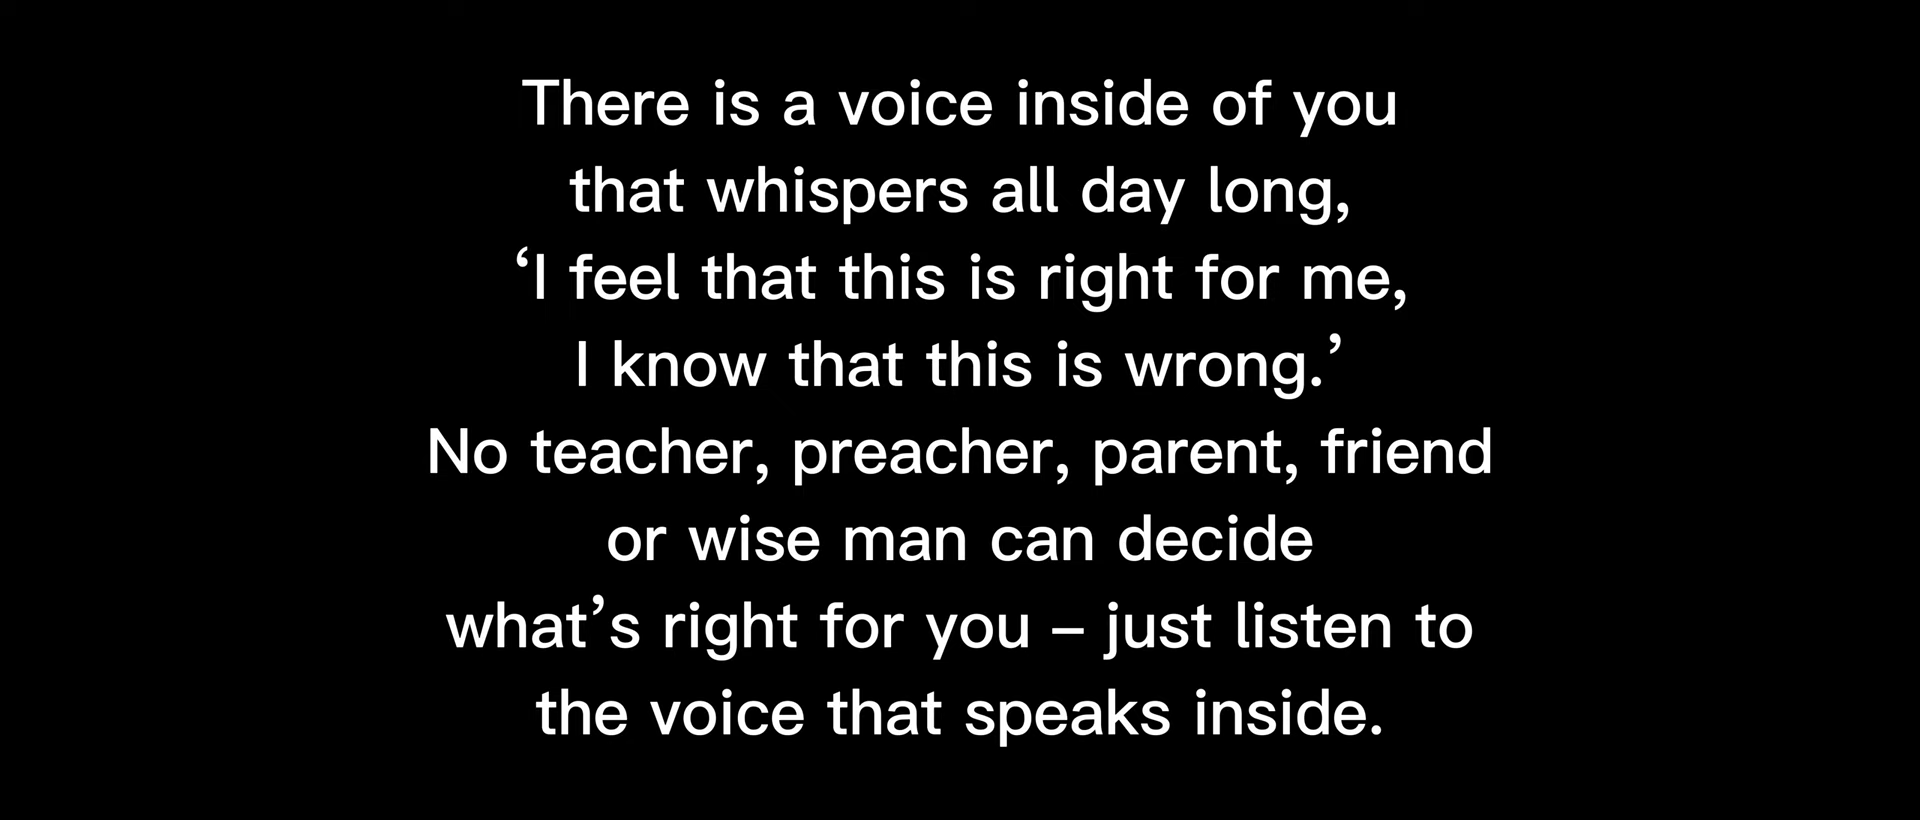 There is a voice inside of you
that whispers all day long,
‘I feel that this is right for me,
I know that this is wrong.’
No teacher, preacher, parent, friend
or wise man can decide
what’s right for you – just listen to
the voice that speaks inside.